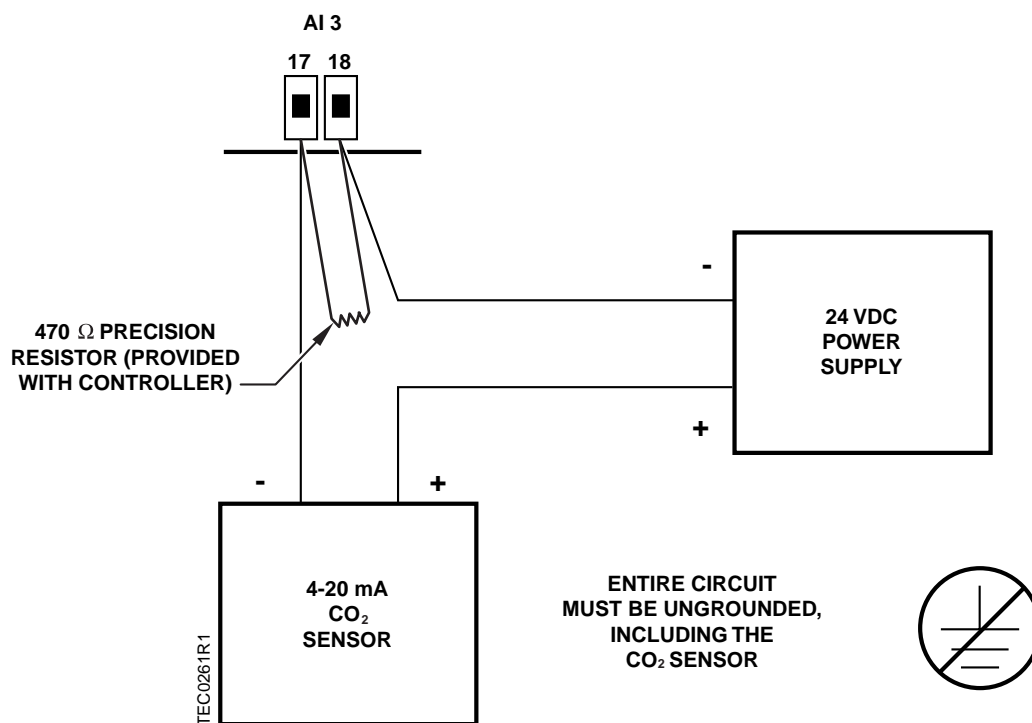 AI 3
17 18
-
470 Ω PRECISION
RESISTOR (PROVIDED
WITH CONTROLLER)
24 VDC
POWER
SUPPLY
+
- +
4-20 mA
CO₂
SENSOR
ENTIRE CIRCUIT
MUST BE UNGROUNDED,
INCLUDING THE
CO₂ SENSOR
TEC0261R1